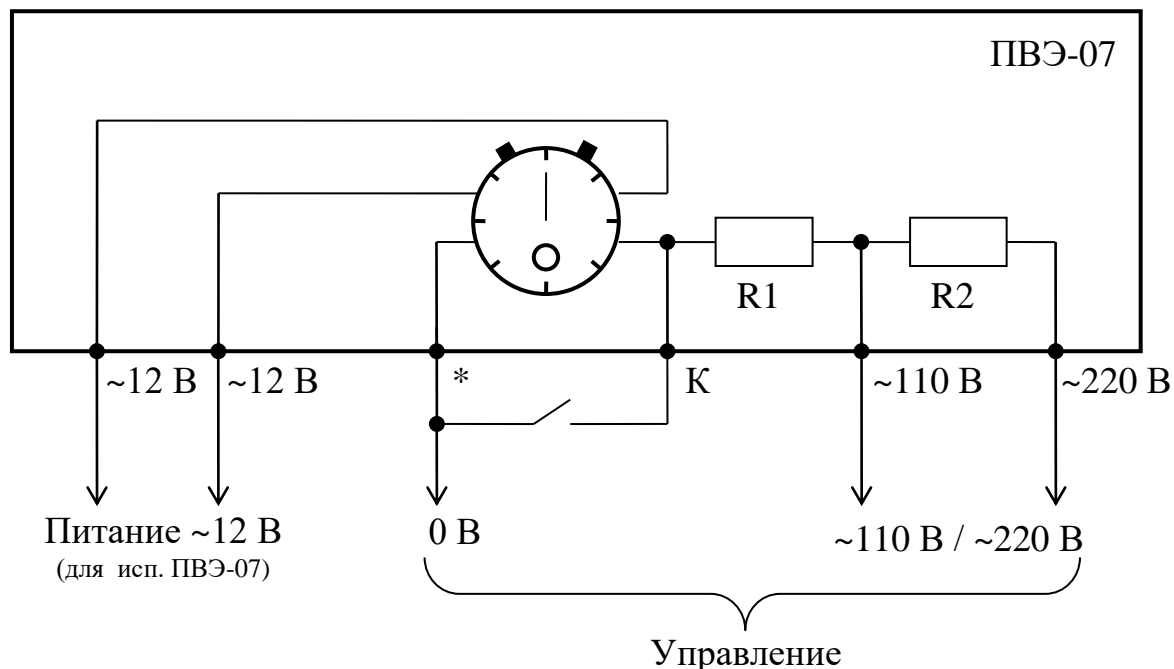 ПВЭ-07
R1 R2
~12 В ~12 В * К ~110 В ~220 В
Питание ~12 В 0 В ~110 В / ~220 В
(для исп. ПВЭ-07)
Управление